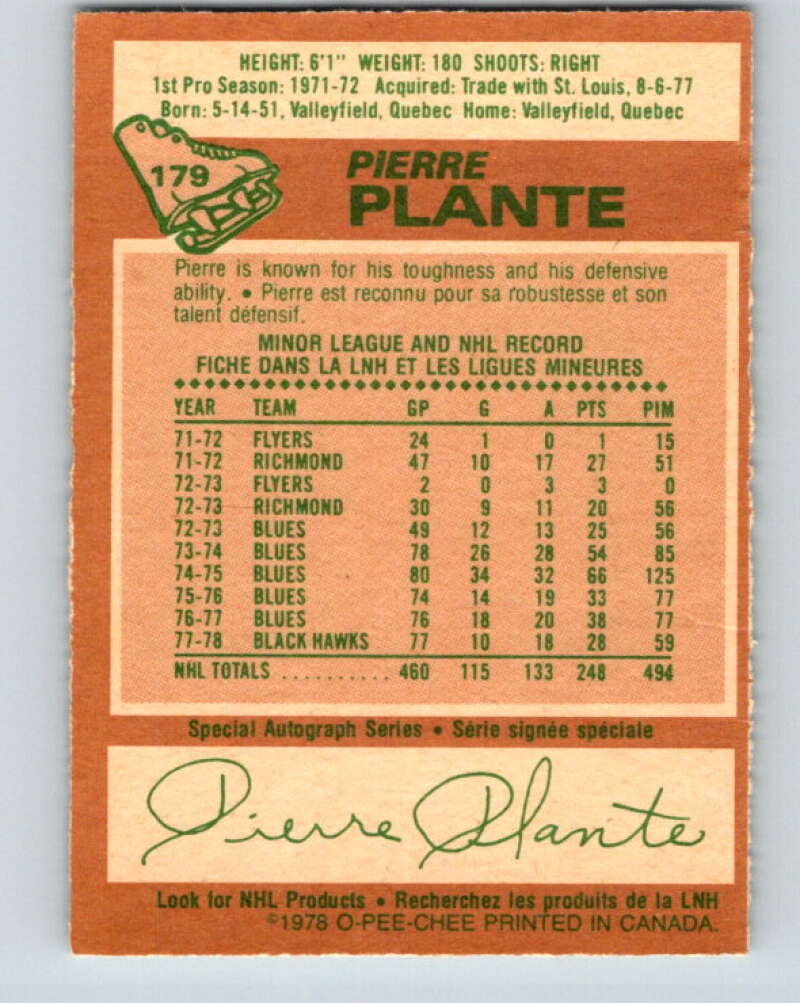 HEIGHT: 6'1" WEIGHT: 180 SHOOTS: RIGHT
1st Pro Season: 1971-72 Acquired: Trade with St. Louis, 8-6-77
Born: 5-14-51, Valleyfield, Quebec Home: Valleyfield, Quebec
179
PIERRE
PLANTE
Pierre is known for his toughness and his defensive
ability. • Pierre est reconnu pour sa robustesse et son
talent défensif.
MINOR LEAGUE AND NHL RECORD
FICHE DANS LA LNH ET LES LIGUES MINEURES
YEAR TEAM GP G A PTS PIM
71-72 FLYERS 24 1 0 1 15
71-72 RICHMOND 47 10 17 27 51
72-73 FLYERS 2 0 3 3 0
72-73 RICHMOND 30 9 11 20 56
72-73 BLUES 49 12 13 25 56
73-74 BLUES 78 26 28 54 85
74-75 BLUES 80 34 32 66 125
75-76 BLUES 74 14 19 33 77
76-77 BLUES 76 18 20 38 77
77-78 BLACK HAWKS 77 10 18 28 59
NHL TOTALS .......... 460 115 133 248 494
Special Autograph Series • Série signée spéciale
Pierre Plante
Look for NHL Products • Recherchez les produits de la LNH
©1978 O-PEE-CHEE PRINTED IN CANADA.